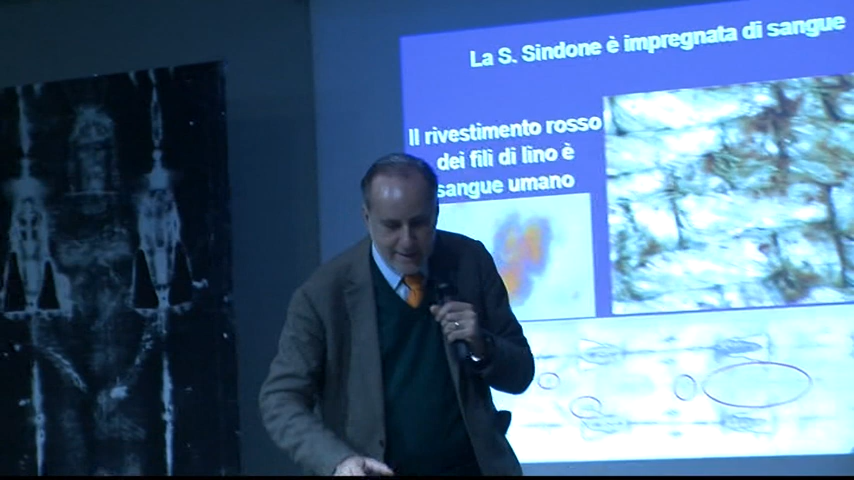 La S. Sindone è impregnata di sangue
Il rivestimento rosso
dei fili di lino è
sangue umano